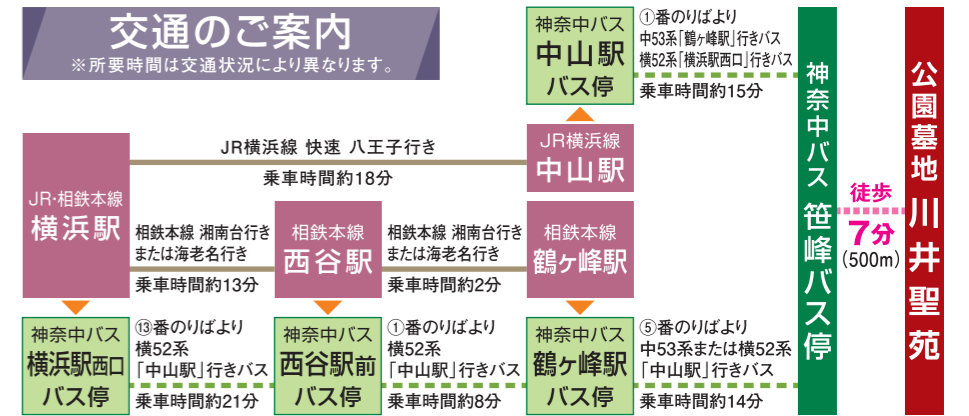 交通のご案内
※所要時間は交通状況により異なります。
神奈中バス
中山駅
バス停
①番のりばより
中53系「鶴ヶ峰駅」行きバス
横52系「横浜駅西口」行きバス
乗車時間約15分
JR・相鉄本線
横浜駅
JR横浜線 快速 八王子行き
乗車時間約18分
JR横浜線
中山駅
相鉄本線 湘南台行き
または海老名行き
乗車時間約13分
相鉄本線
西谷駅
相鉄本線 湘南台行き
または海老名行き
乗車時間約2分
相鉄本線
鶴ヶ峰駅
神奈中バス
横浜駅西口
バス停
⑬番のりばより
横52系
「中山駅」行きバス
乗車時間約21分
神奈中バス
西谷駅前
バス停
①番のりばより
横52系
「中山駅」行きバス
乗車時間約8分
神奈中バス
鶴ヶ峰駅
バス停
⑤番のりばより
中53系または横52系
「中山駅」行きバス
乗車時間約14分
神奈中バス 笹峰バス停
徒歩
7分
(500m)
公園墓地 川井聖苑